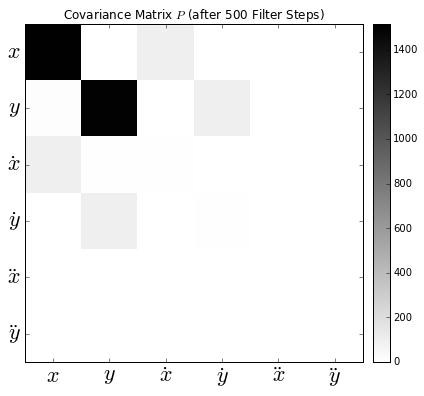 Covariance Matrix P (after 500 Filter Steps)
x
y
ẋ
ẏ
ẍ
ÿ
x y ẋ ẏ ẍ ÿ
1400
1200
1000
800
600
400
200
0